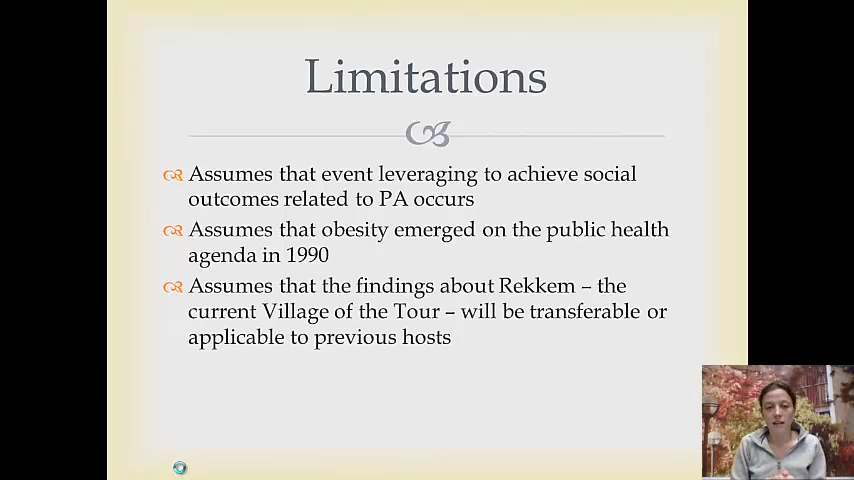 Limitations
Assumes that event leveraging to achieve social
outcomes related to PA occurs
Assumes that obesity emerged on the public health
agenda in 1990
Assumes that the findings about Rekkem – the
current Village of the Tour – will be transferable or
applicable to previous hosts